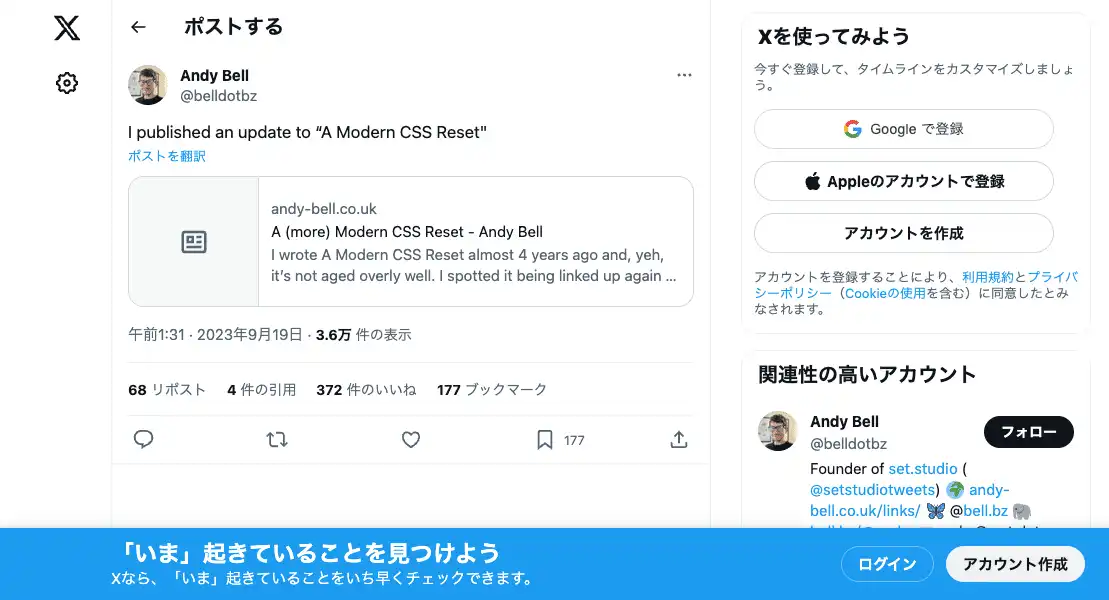 ポストする
Andy Bell
@belldotbz
I published an update to “A Modern CSS Reset"
ポストを翻訳
andy-bell.co.uk
A (more) Modern CSS Reset - Andy Bell
I wrote A Modern CSS Reset almost 4 years ago and, yeh,
it’s not aged overly well. I spotted it being linked up again ...
午前1:31 · 2023年9月19日 · 3.6万 件の表示
68 リポスト 4 件の引用 372 件のいいね 177 ブックマーク
177
Xを使ってみよう
今すぐ登録して、タイムラインをカスタマイズしましょ
う。
Google で登録
Appleのアカウントで登録
アカウントを作成
アカウントを登録することにより、利用規約とプライバ
シーポリシー（Cookieの使用を含む）に同意したとみ
なされます。
関連性の高いアカウント
Andy Bell
@belldotbz
フォロー
Founder of set.studio (
@setstudiotweets) 🌍 andy-
bell.co.uk/links/ 🦋 @bell.bz 🐘
「いま」起きていることを見つけよう
Xなら、「いま」起きていることをいち早くチェックできます。
ログイン
アカウント作成